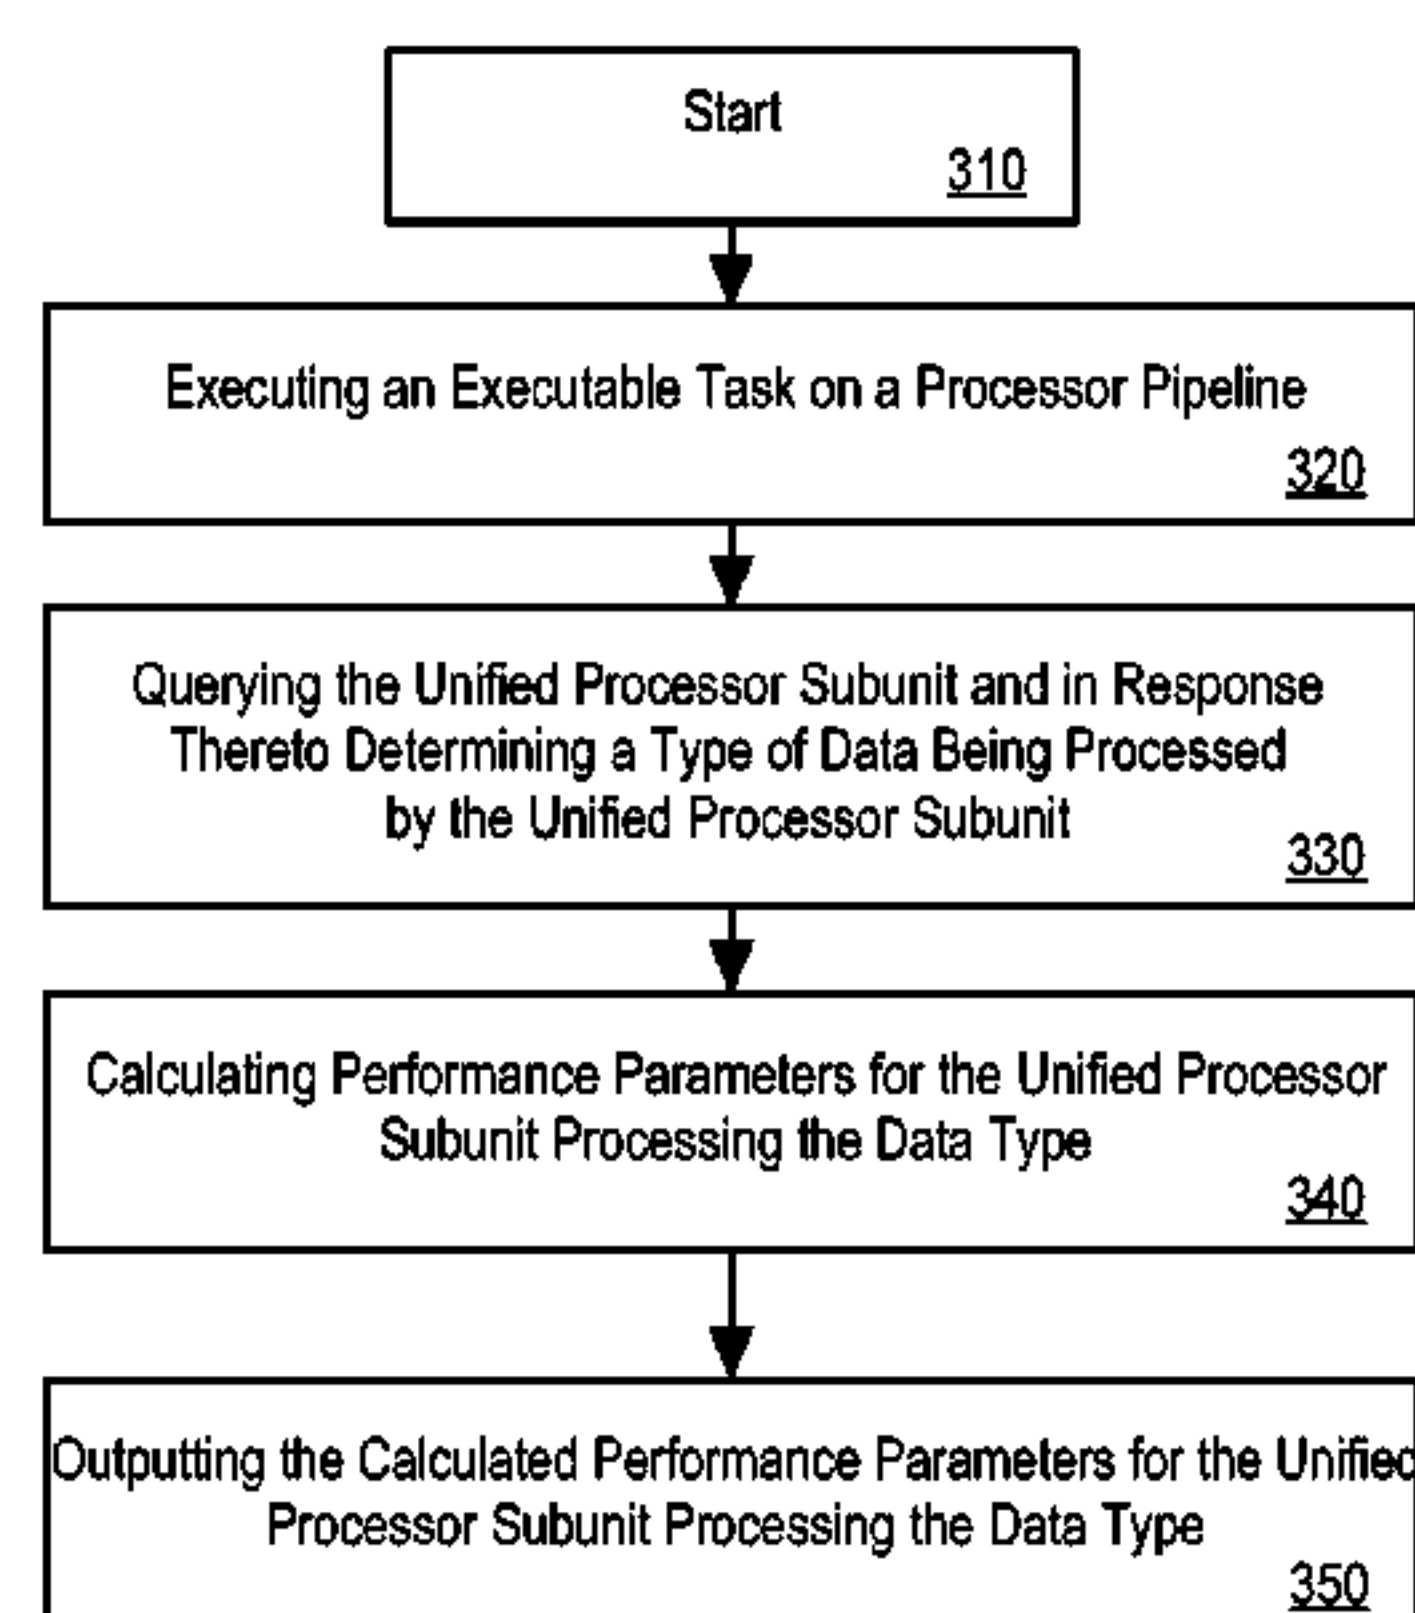 Start
310
Executing an Executable Task on a Processor Pipeline
320
Querying the Unified Processor Subunit and in Response
Thereto Determining a Type of Data Being Processed
by the Unified Processor Subunit
330
Calculating Performance Parameters for the Unified Processor
Subunit Processing the Data Type
340
Outputting the Calculated Performance Parameters for the Unified
Processor Subunit Processing the Data Type
350